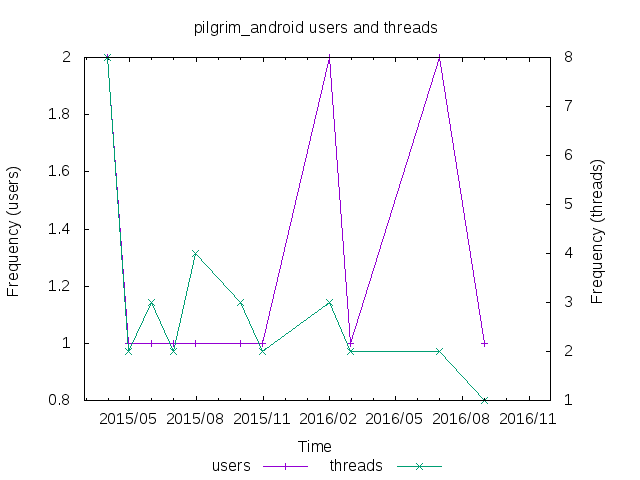 pilgrim_android users and threads
2
1.8
1.6
1.4
1.2
1
0.8
Frequency (users)
8
7
6
5
4
3
2
1
Frequency (threads)
2015/05 2015/08 2015/11 2016/02 2016/05 2016/08 2016/11
Time
users threads